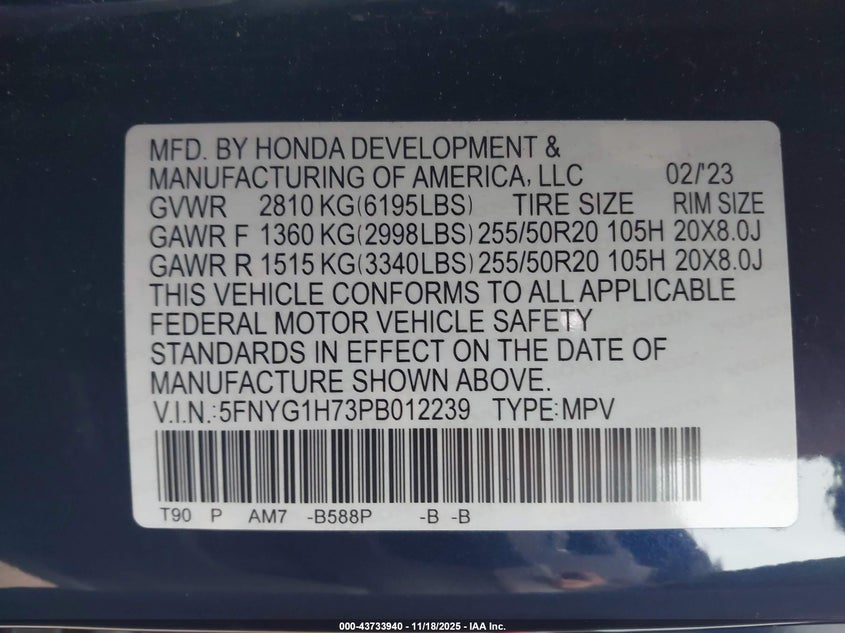 MFD. BY HONDA DEVELOPMENT &
MANUFACTURING OF AMERICA, LLC 02/'23
GVWR 2810 KG(6195LBS) TIRE SIZE RIM SIZE
GAWR F 1360 KG(2998LBS) 255/50R20 105H 20X8.0J
GAWR R 1515 KG(3340LBS) 255/50R20 105H 20X8.0J
THIS VEHICLE CONFORMS TO ALL APPLICABLE
FEDERAL MOTOR VEHICLE SAFETY
STANDARDS IN EFFECT ON THE DATE OF
MANUFACTURE SHOWN ABOVE.
V.I.N.:5FNYG1H73PB012239 TYPE:MPV
T90 P AM7 -B588P -B -B
000-43733940 - 11/18/2025 - IAA Inc.